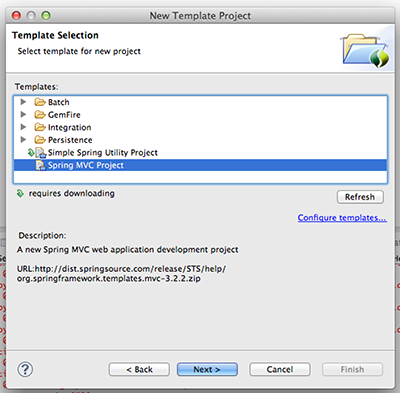 New Template Project
Template Selection
Select template for new project
Templates:
Batch
GemFire
Integration
Persistence
Simple Spring Utility Project
Spring MVC Project
requires downloading
Refresh
Configure templates...
Description:
A new Spring MVC web application development project
URL:http://dist.springsource.com/release/STS/help/
org.springframework.templates.mvc-3.2.2.zip
?
< Back
Next >
Cancel
Finish